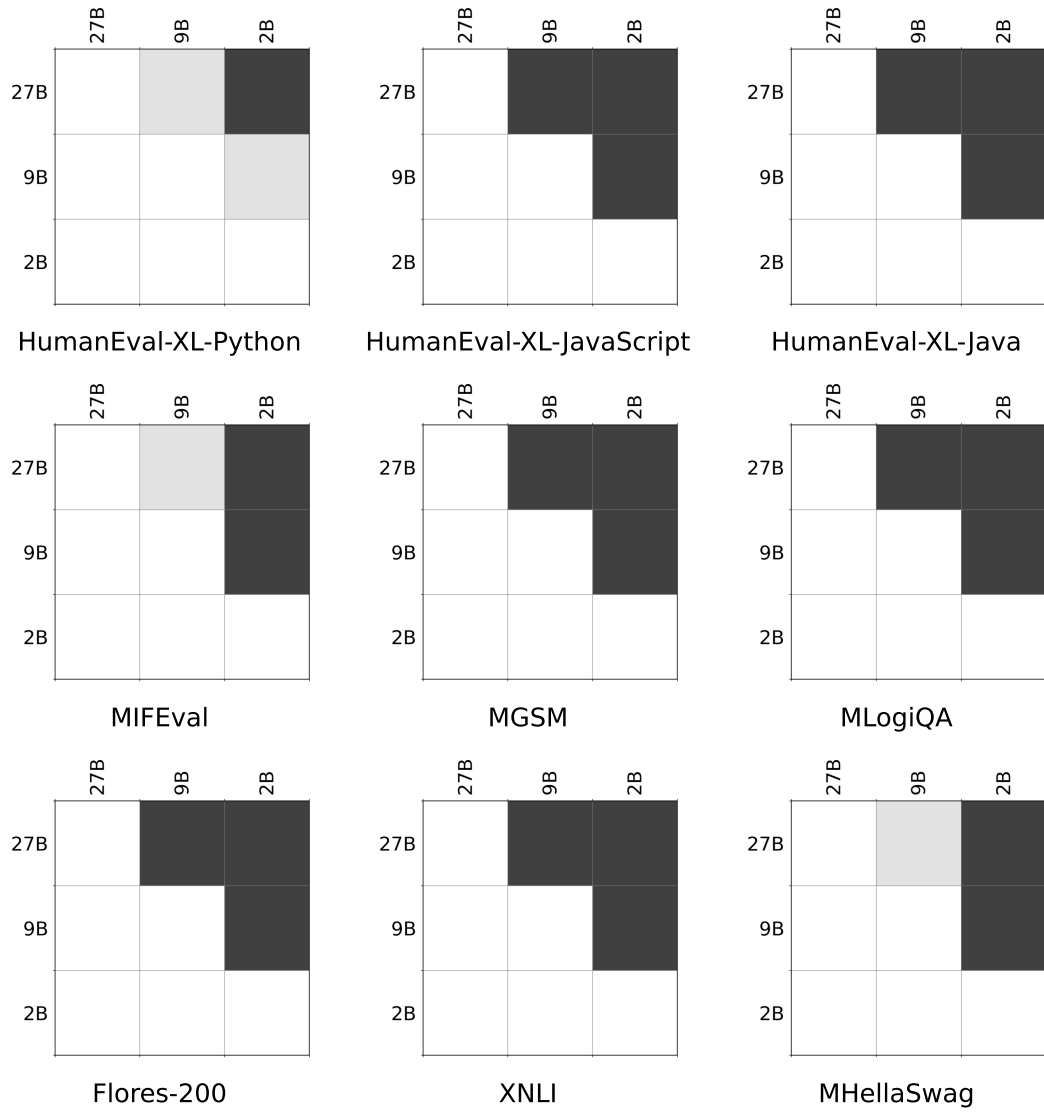 27B 9B 2B 27B 9B 2B 27B 9B 2B
27B 27B 27B
9B 9B 9B
2B 2B 2B
HumanEval-XL-Python HumanEval-XL-JavaScript HumanEval-XL-Java
27B 9B 2B 27B 9B 2B 27B 9B 2B
27B 27B 27B
9B 9B 9B
2B 2B 2B
MIFEval MGSM MLogiQA
27B 9B 2B 27B 9B 2B 27B 9B 2B
27B 27B 27B
9B 9B 9B
2B 2B 2B
Flores-200 XNLI MHellaSwag